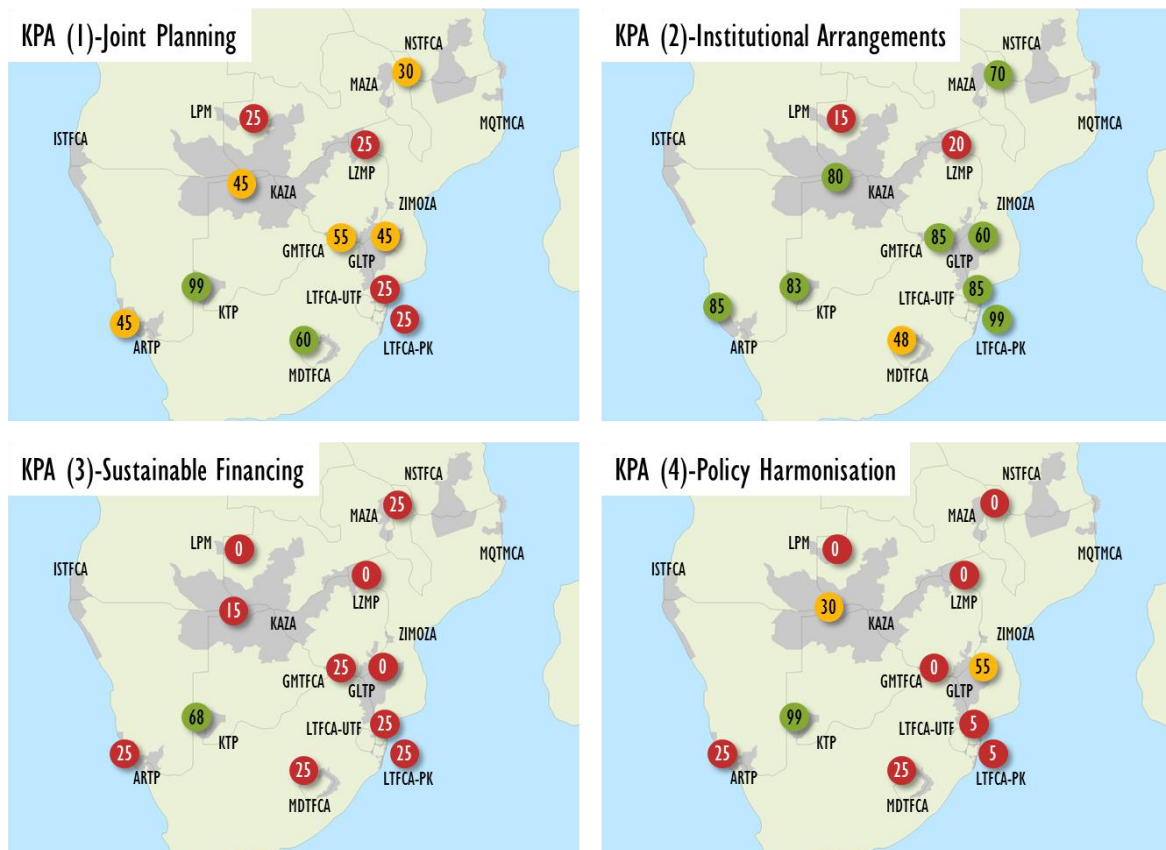 KPA (1)-Joint Planning
NSTFCA
30
MAZA
LPM
25
MQTMCA
ISTFCA
25
LZMP
45
KAZA
ZIMOZA
55
45
GMTFCA
GLTP
99
LTFCA-UTF
25
KTP
45
25
ARTP
60
LTFCA-PK
MDTFCA
KPA (2)-Institutional Arrangements
NSTFCA
70
MAZA
LPM
15
MQTMCA
ISTFCA
20
LZMP
80
KAZA
ZIMOZA
85
60
GMTFCA
GLTP
83
LTFCA-UTF
85
KTP
85
99
ARTP
48
LTFCA-PK
MDTFCA
KPA (3)-Sustainable Financing
NSTFCA
25
MAZA
LPM
0
MQTMCA
ISTFCA
0
LZMP
15
KAZA
ZIMOZA
25
0
GMTFCA
GLTP
68
LTFCA-UTF
25
KTP
25
25
ARTP
25
LTFCA-PK
MDTFCA
KPA (4)-Policy Harmonisation
NSTFCA
0
MAZA
LPM
0
MQTMCA
ISTFCA
0
LZMP
30
KAZA
ZIMOZA
0
55
GMTFCA
GLTP
99
LTFCA-UTF
5
KTP
25
5
ARTP
25
LTFCA-PK
MDTFCA